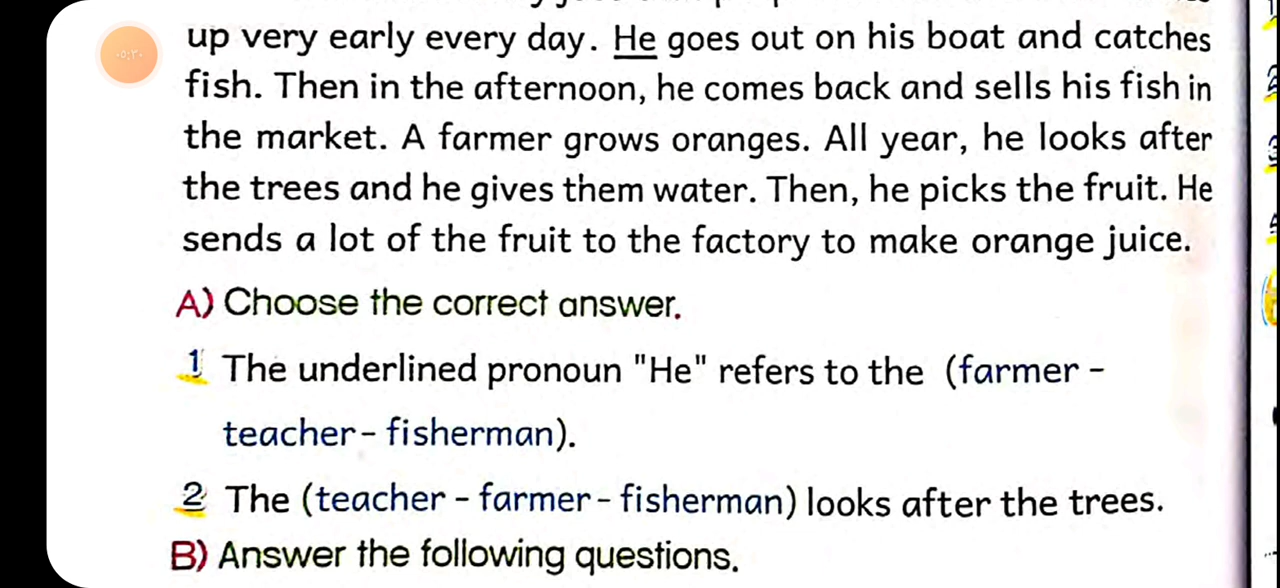 up very early every day. He goes out on his boat and catches
fish. Then in the afternoon, he comes back and sells his fish in
the market. A farmer grows oranges. All year, he looks after
the trees and he gives them water. Then, he picks the fruit. He
sends a lot of the fruit to the factory to make orange juice.
A) Choose the correct answer.
1 The underlined pronoun "He" refers to the (farmer -
teacher - fisherman).
2 The (teacher - farmer - fisherman) looks after the trees.
B) Answer the following questions.